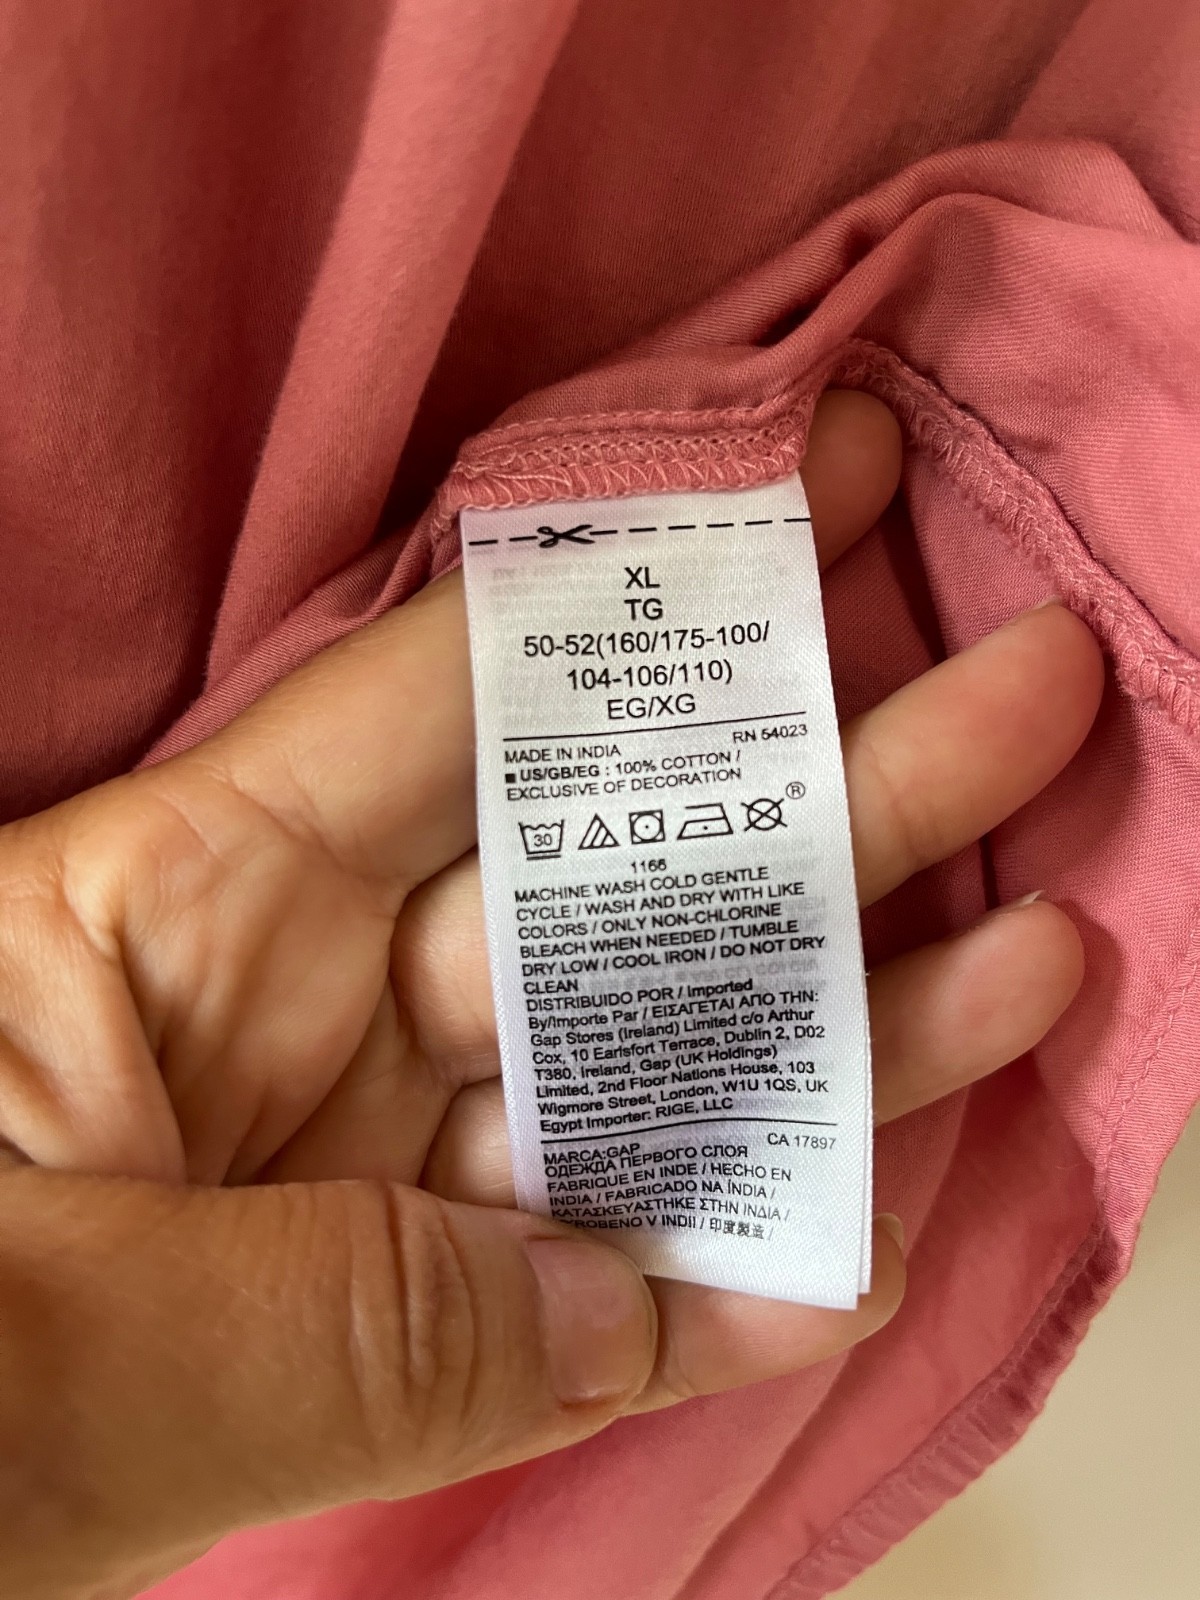 XL
TG
50-52(160/175-100/
104-106/110)
EG/XG
RN 54023
MADE IN INDIA
■ US/GB/EG : 100% COTTON /
EXCLUSIVE OF DECORATION
30
®
1166
MACHINE WASH COLD GENTLE
CYCLE / WASH AND DRY WITH LIKE
COLORS / ONLY NON-CHLORINE
BLEACH WHEN NEEDED / TUMBLE
DRY LOW / COOL IRON / DO NOT DRY
CLEAN
DISTRIBUIDO POR / Imported
By/Importe Par / ΕΙΣΑΓΕΤΑΙ ΑΠΟ ΤΗΝ:
Gap Stores (Ireland) Limited c/o Arthur
Cox, 10 Earlsfort Terrace, Dublin 2, D02
T380, Ireland, Gap (UK Holdings)
Limited, 2nd Floor Nations House, 103
Wigmore Street, London, W1U 1QS, UK
Egypt Importer: RIGE, LLC
CA 17897
MARCA:GAP
ОДЕЖДА ПЕРВОГО СЛОЯ
FABRIQUE EN INDE / HECHO EN
INDIA / FABRICADO NA ÍNDIA /
ΚΑΤΑΣΚΕΥΑΣΤΗΚΕ ΣΤΗΝ ΙΝΔΙΑ /
V INDII / 印度製造 /